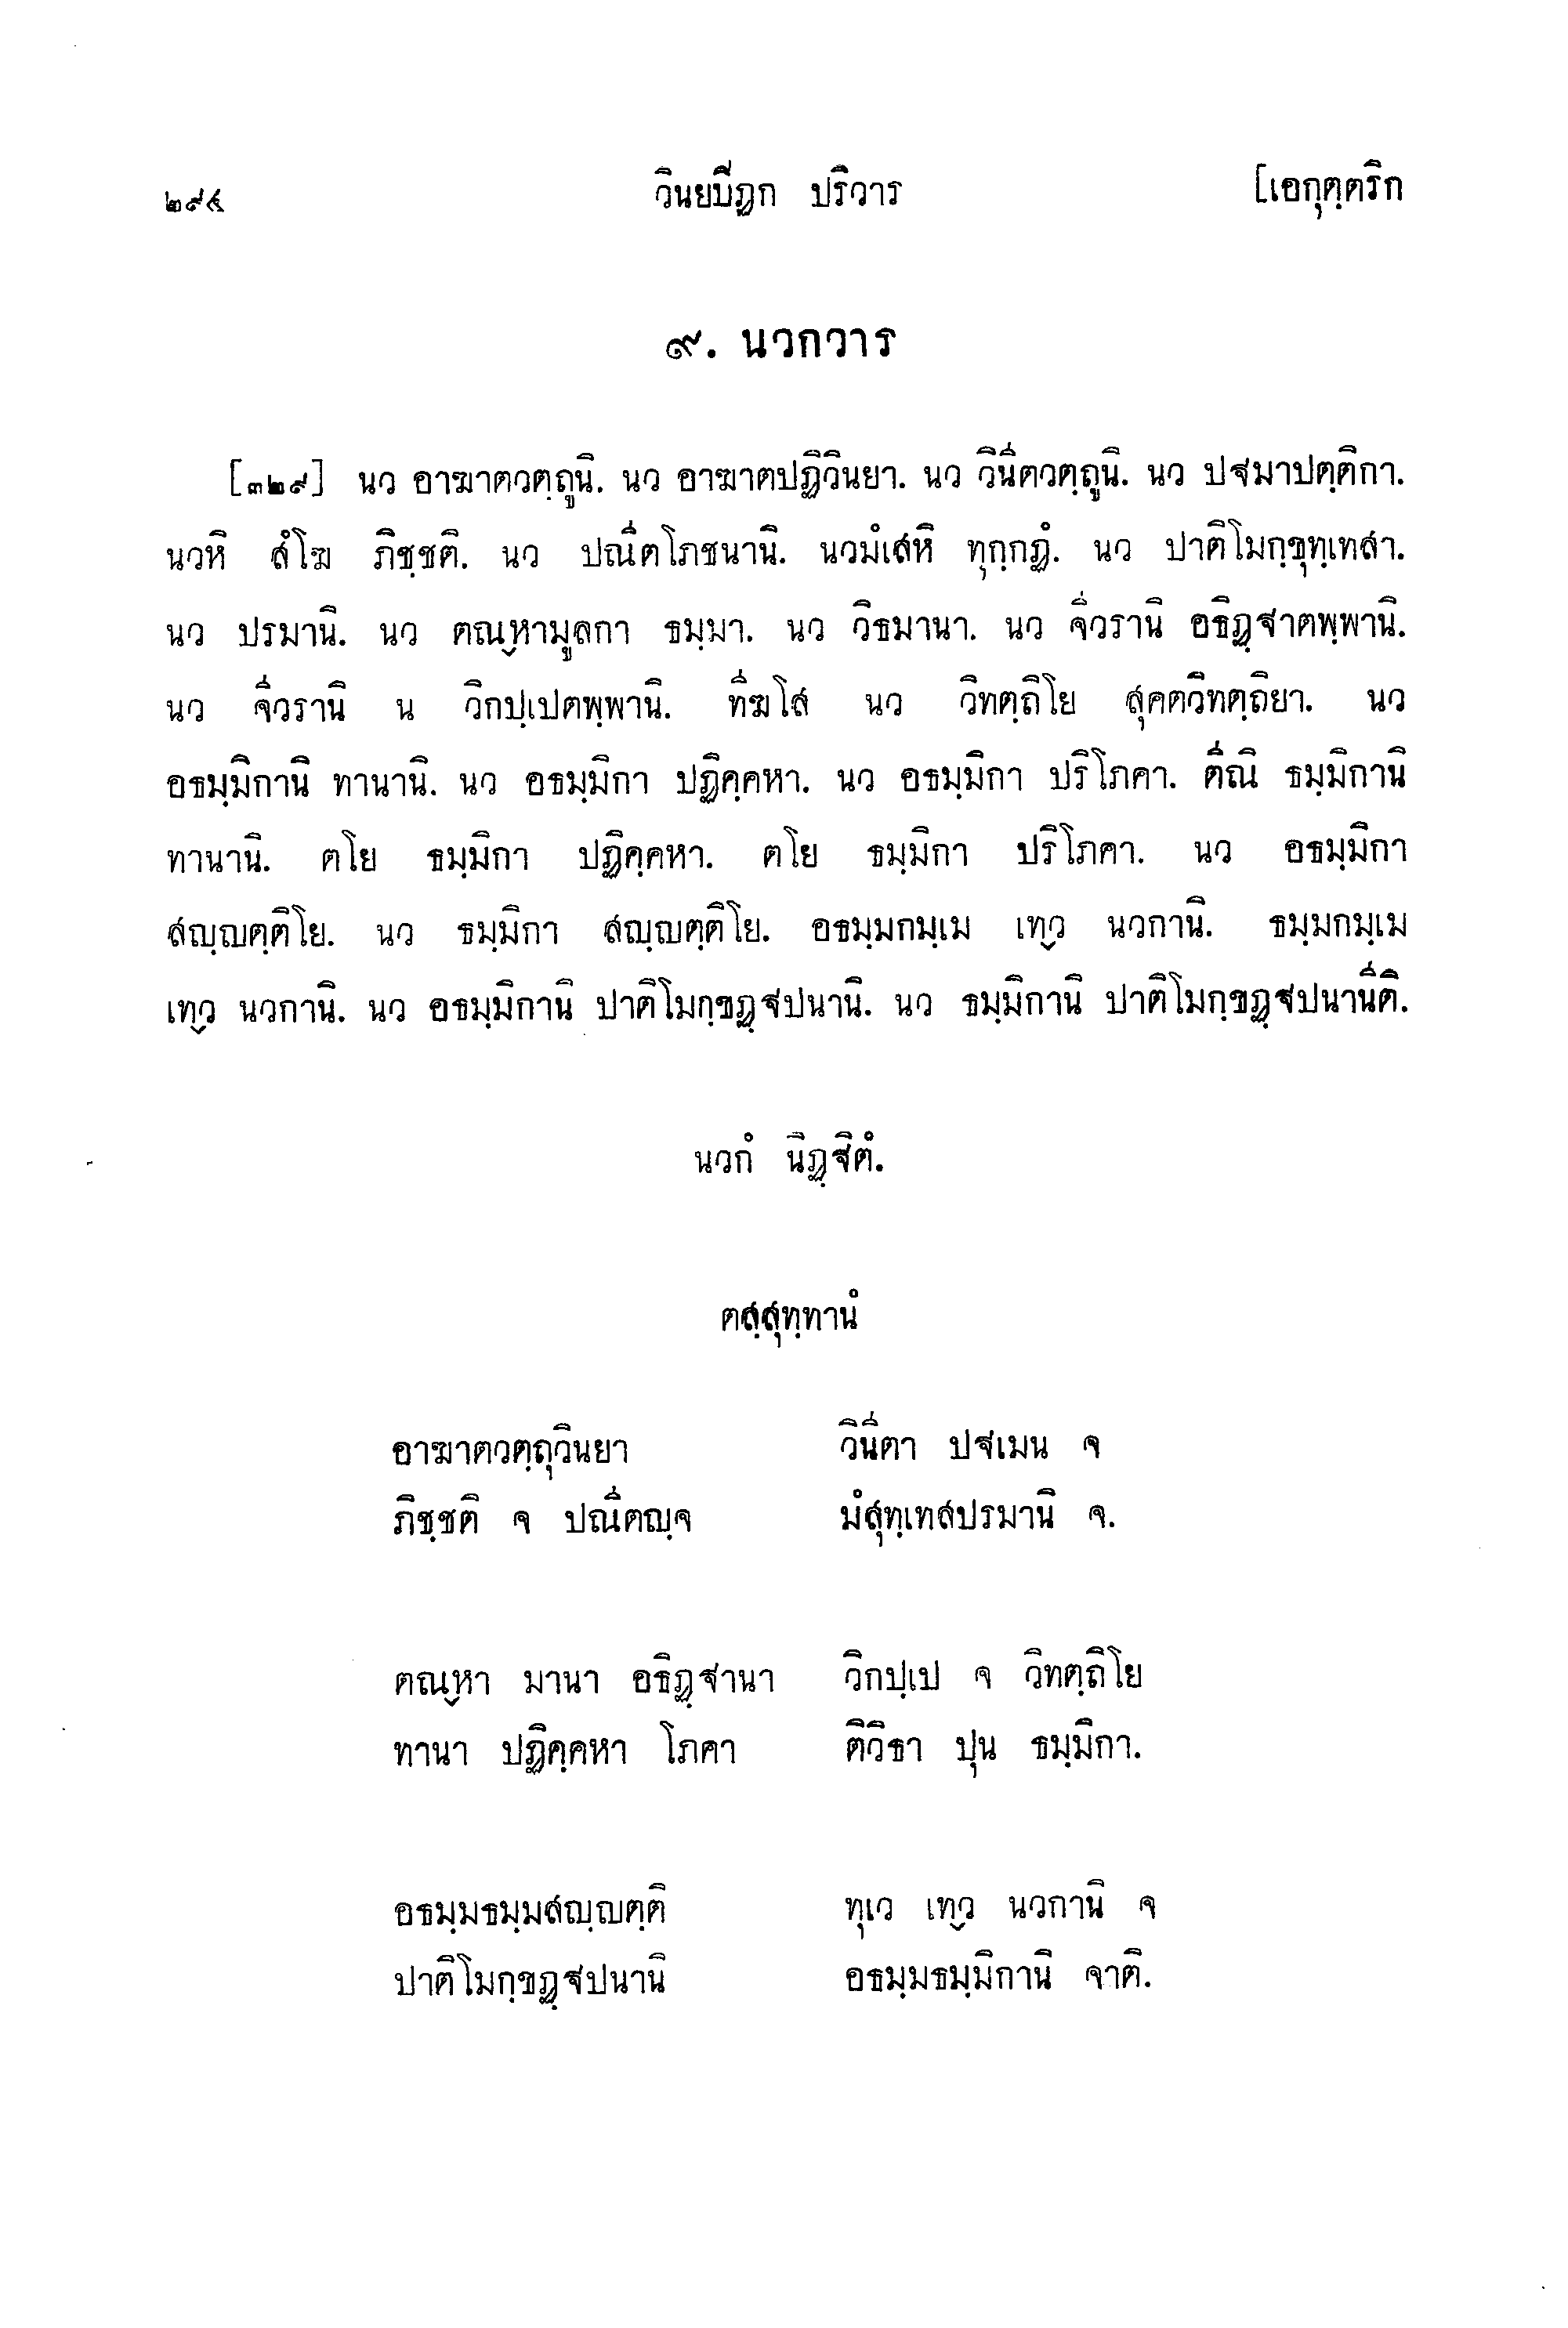 ๒๙๔ วินยปิฏก ปริวาร [เอกุตฺตริก
๙. นวกวาร
[๓๒๙] นว อาฆาตวตฺถูนิ. นว อาฆาตปฏิวินยา. นว วินีตวตฺถูนิ. นว ปฐมาปตฺติกา.
นวหิ สํโฆ ภิชฺชติ. นว ปณีตโภชนานิ. นวมํเสหิ ทุกฺกฏํ. นว ปาติโมกฺขุทฺเทสา.
นว ปรมานิ. นว ตณฺหามูลกา ธมฺมา. นว วิธมานา. นว จีวรานิ อธิฏฺฐาตพฺพานิ.
นว จีวรานิ น วิกปฺเปตพฺพานิ. ทีฆโส นว วิทตฺถิโย สุคตวิทตฺถิยา. นว
อธมฺมิกานิ ทานานิ. นว อธมฺมิกา ปฏิคฺคหา. นว อธมฺมิกา ปริโภคา. ตีณิ ธมฺมิกานิ
ทานานิ. ตโย ธมฺมิกา ปฏิคฺคหา. ตโย ธมฺมิกา ปริโภคา. นว อธมฺมิกา
สญฺญตฺติโย. นว ธมฺมิกา สญฺญตฺติโย. อธมฺมกมฺเม เทฺว นวกานิ. ธมฺมกมฺเม
เทฺว นวกานิ. นว อธมฺมิกานิ ปาติโมกฺขฏฺฐปนานิ. นว ธมฺมิกานิ ปาติโมกฺขฏฺฐปนานีติ.
นวกํ นิฏฺฐิตํ.
ตสฺสุทฺทานํ
อาฆาตวตฺถุวินยา วินีตา ปฐเมน จ
ภิชฺชติ จ ปณีตญฺจ มํสุทฺเทสปรมานิ จ.
ตณฺหา มานา อธิฏฺฐานา วิกปฺเป จ วิทตฺถิโย
ทานา ปฏิคฺคหา โภคา ติวิธา ปุน ธมฺมิกา.
อธมฺมธมฺมสญฺญตฺติ ทุเว เทฺว นวกานิ จ
ปาติโมกฺขฏฺฐปนานิ อธมฺมธมฺมิกานิ จาติ.